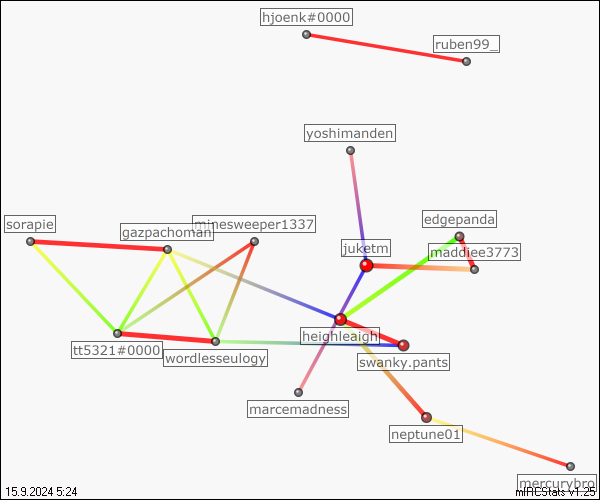 hjoenk#0000
ruben99_
yoshimanden
sorapie
gazpachoman
minesweeper1337
edgepanda
juketm
maddiee3773
tt5321#0000
wordlesseulogy
heighleaigh
swanky.pants
marcemadness
neptune01
mercurybro
15.9.2024 5:24
mIRCStats v1.25